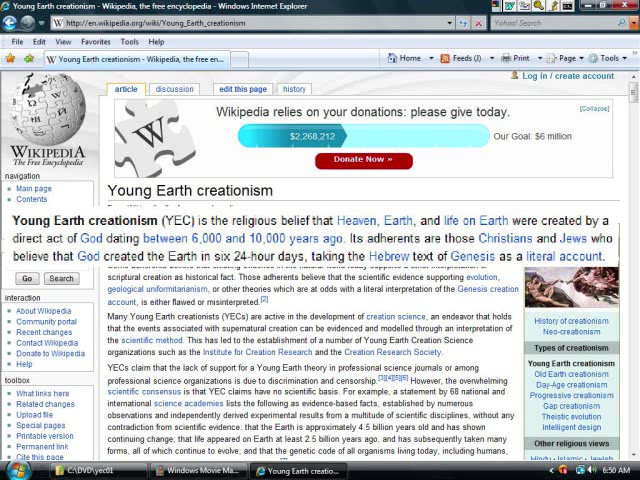 Young Earth creationism - Wikipedia, the free encyclopedia - Windows Internet Explorer
http://en.wikipedia.org/wiki/Young_Earth_creationism
Yahoo! Search
File Edit View Favorites Tools Help
Young Earth creationism - Wikipedia, the free en...
Home Feeds (J) Print Page Tools
Log in / create account
article discussion edit this page history
[Collapse]
Wikipedia relies on your donations: please give today.
$2,268,212
Our Goal: $6 million
Donate Now »
W
WIKIPEDIA
The Free Encyclopedia
navigation
Main page
Contents
Young Earth creationism
Young Earth creationism (YEC) is the religious belief that Heaven, Earth, and life on Earth were created by a
direct act of God dating between 6,000 and 10,000 years ago. Its adherents are those Christians and Jews who
believe that God created the Earth in six 24-hour days, taking the Hebrew text of Genesis as a literal account.
Go Search
scriptural creation as historical fact. Those adherents believe that the scientific evidence supporting evolution,
geological uniformitarianism, or other theories which are at odds with a literal interpretation of the Genesis creation
account, is either flawed or misinterpreted.[2]
Many Young Earth creationists (YECs) are active in the development of creation science, an endeavor that holds
that the events associated with supernatural creation can be evidenced and modelled through an interpretation of
the scientific method. This has led to the establishment of a number of Young Earth Creation Science
organizations such as the Institute for Creation Research and the Creation Research Society.
YECs claim that the lack of support for a Young Earth theory in professional science journals or among
professional science organizations is due to discrimination and censorship.[3][4][5][6] However, the overwhelming
scientific consensus is that YEC claims have no scientific basis. For example, a statement by 68 national and
international science academies lists the following as evidence-based facts, established by numerous
observations and independently derived experimental results from a multitude of scientific disciplines, without any
contradiction from scientific evidence: that the Earth is approximately 4.5 billion years old and has shown
continuing change; that life appeared on Earth at least 2.5 billion years ago, and has subsequently taken many
forms, all of which continue to evolve; and that the genetic code of all organisms living today, including humans,
interaction
About Wikipedia
Community portal
Recent changes
Contact Wikipedia
Donate to Wikipedia
Help
toolbox
What links here
Related changes
Upload file
Special pages
Printable version
Permanent link
Cite this page
History of creationism
Neo-creationism
Types of creationism
Young Earth creationism
Old Earth creationism
Day-Age creationism
Progressive creationism
Gap creationism
Theistic evolution
Intelligent design
Other religious views
Hindu · Islamic · Jewish
C:\DVD\yec01
Windows Movie Ma...
Young Earth creatio...
6:50 AM